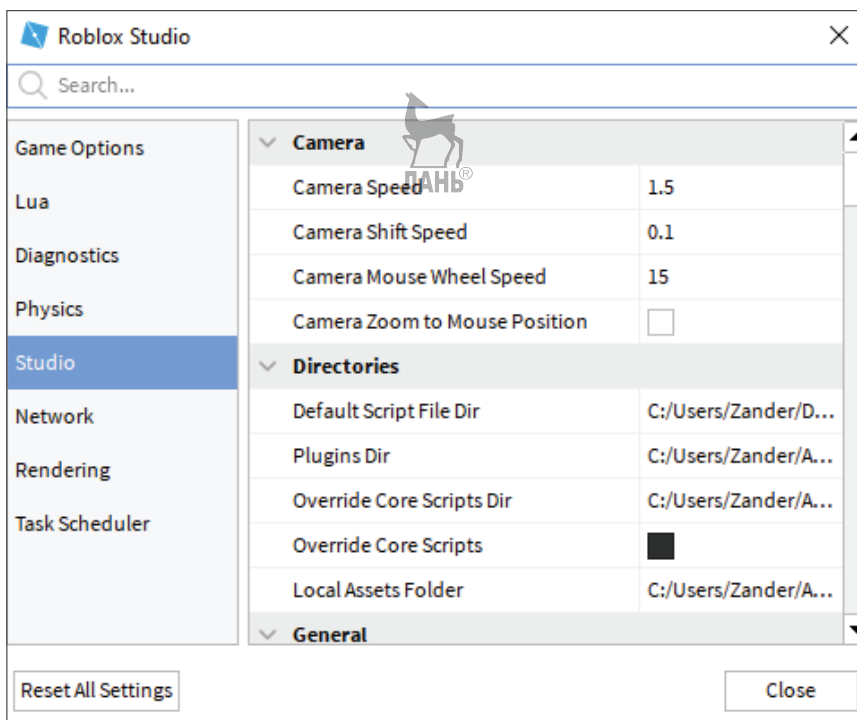 Roblox Studio
Search...
Game Options
Lua
Diagnostics
Physics
Studio
Network
Rendering
Task Scheduler
Camera
Camera Speed 1.5
Camera Shift Speed 0.1
Camera Mouse Wheel Speed 15
Camera Zoom to Mouse Position
Directories
Default Script File Dir C:/Users/Zander/D...
Plugins Dir C:/Users/Zander/A...
Override Core Scripts Dir C:/Users/Zander/A...
Override Core Scripts
Local Assets Folder C:/Users/Zander/A...
General
Reset All Settings
Close
ЛАНЬ®